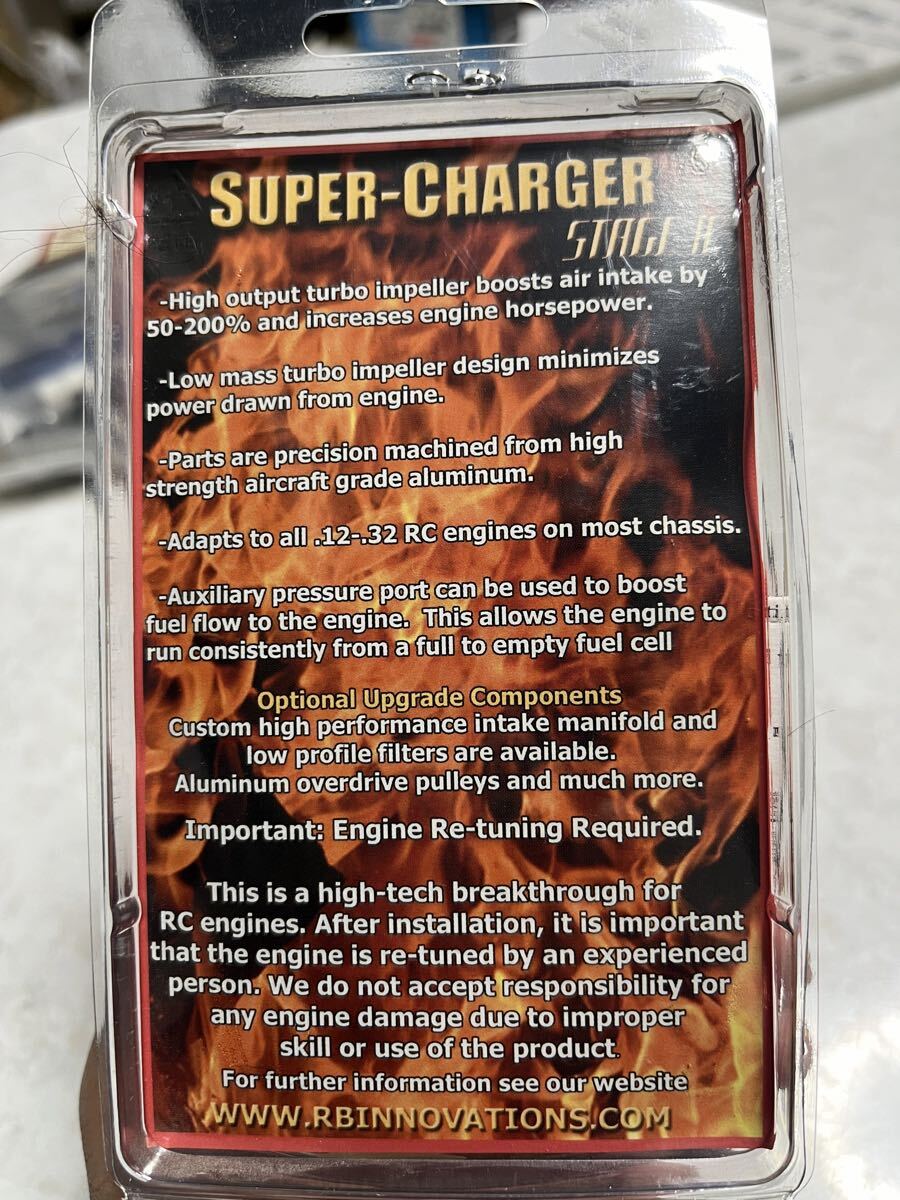 SUPER-CHARGER
STAGE II
-High output turbo impeller boosts air intake by
50-200% and increases engine horsepower.
-Low mass turbo impeller design minimizes
power drawn from engine.
-Parts are precision machined from high
strength aircraft grade aluminum.
-Adapts to all .12-.32 RC engines on most chassis.
-Auxiliary pressure port can be used to boost
fuel flow to the engine. This allows the engine to
run consistently from a full to empty fuel cell
Optional Upgrade Components
Custom high performance intake manifold and
low profile filters are available.
Aluminum overdrive pulleys and much more.
Important: Engine Re-tuning Required.
This is a high-tech breakthrough for
RC engines. After installation, it is important
that the engine is re-tuned by an experienced
person. We do not accept responsibility for
any engine damage due to improper
skill or use of the product.
For further information see our website
WWW.RBINNOVATIONS.COM